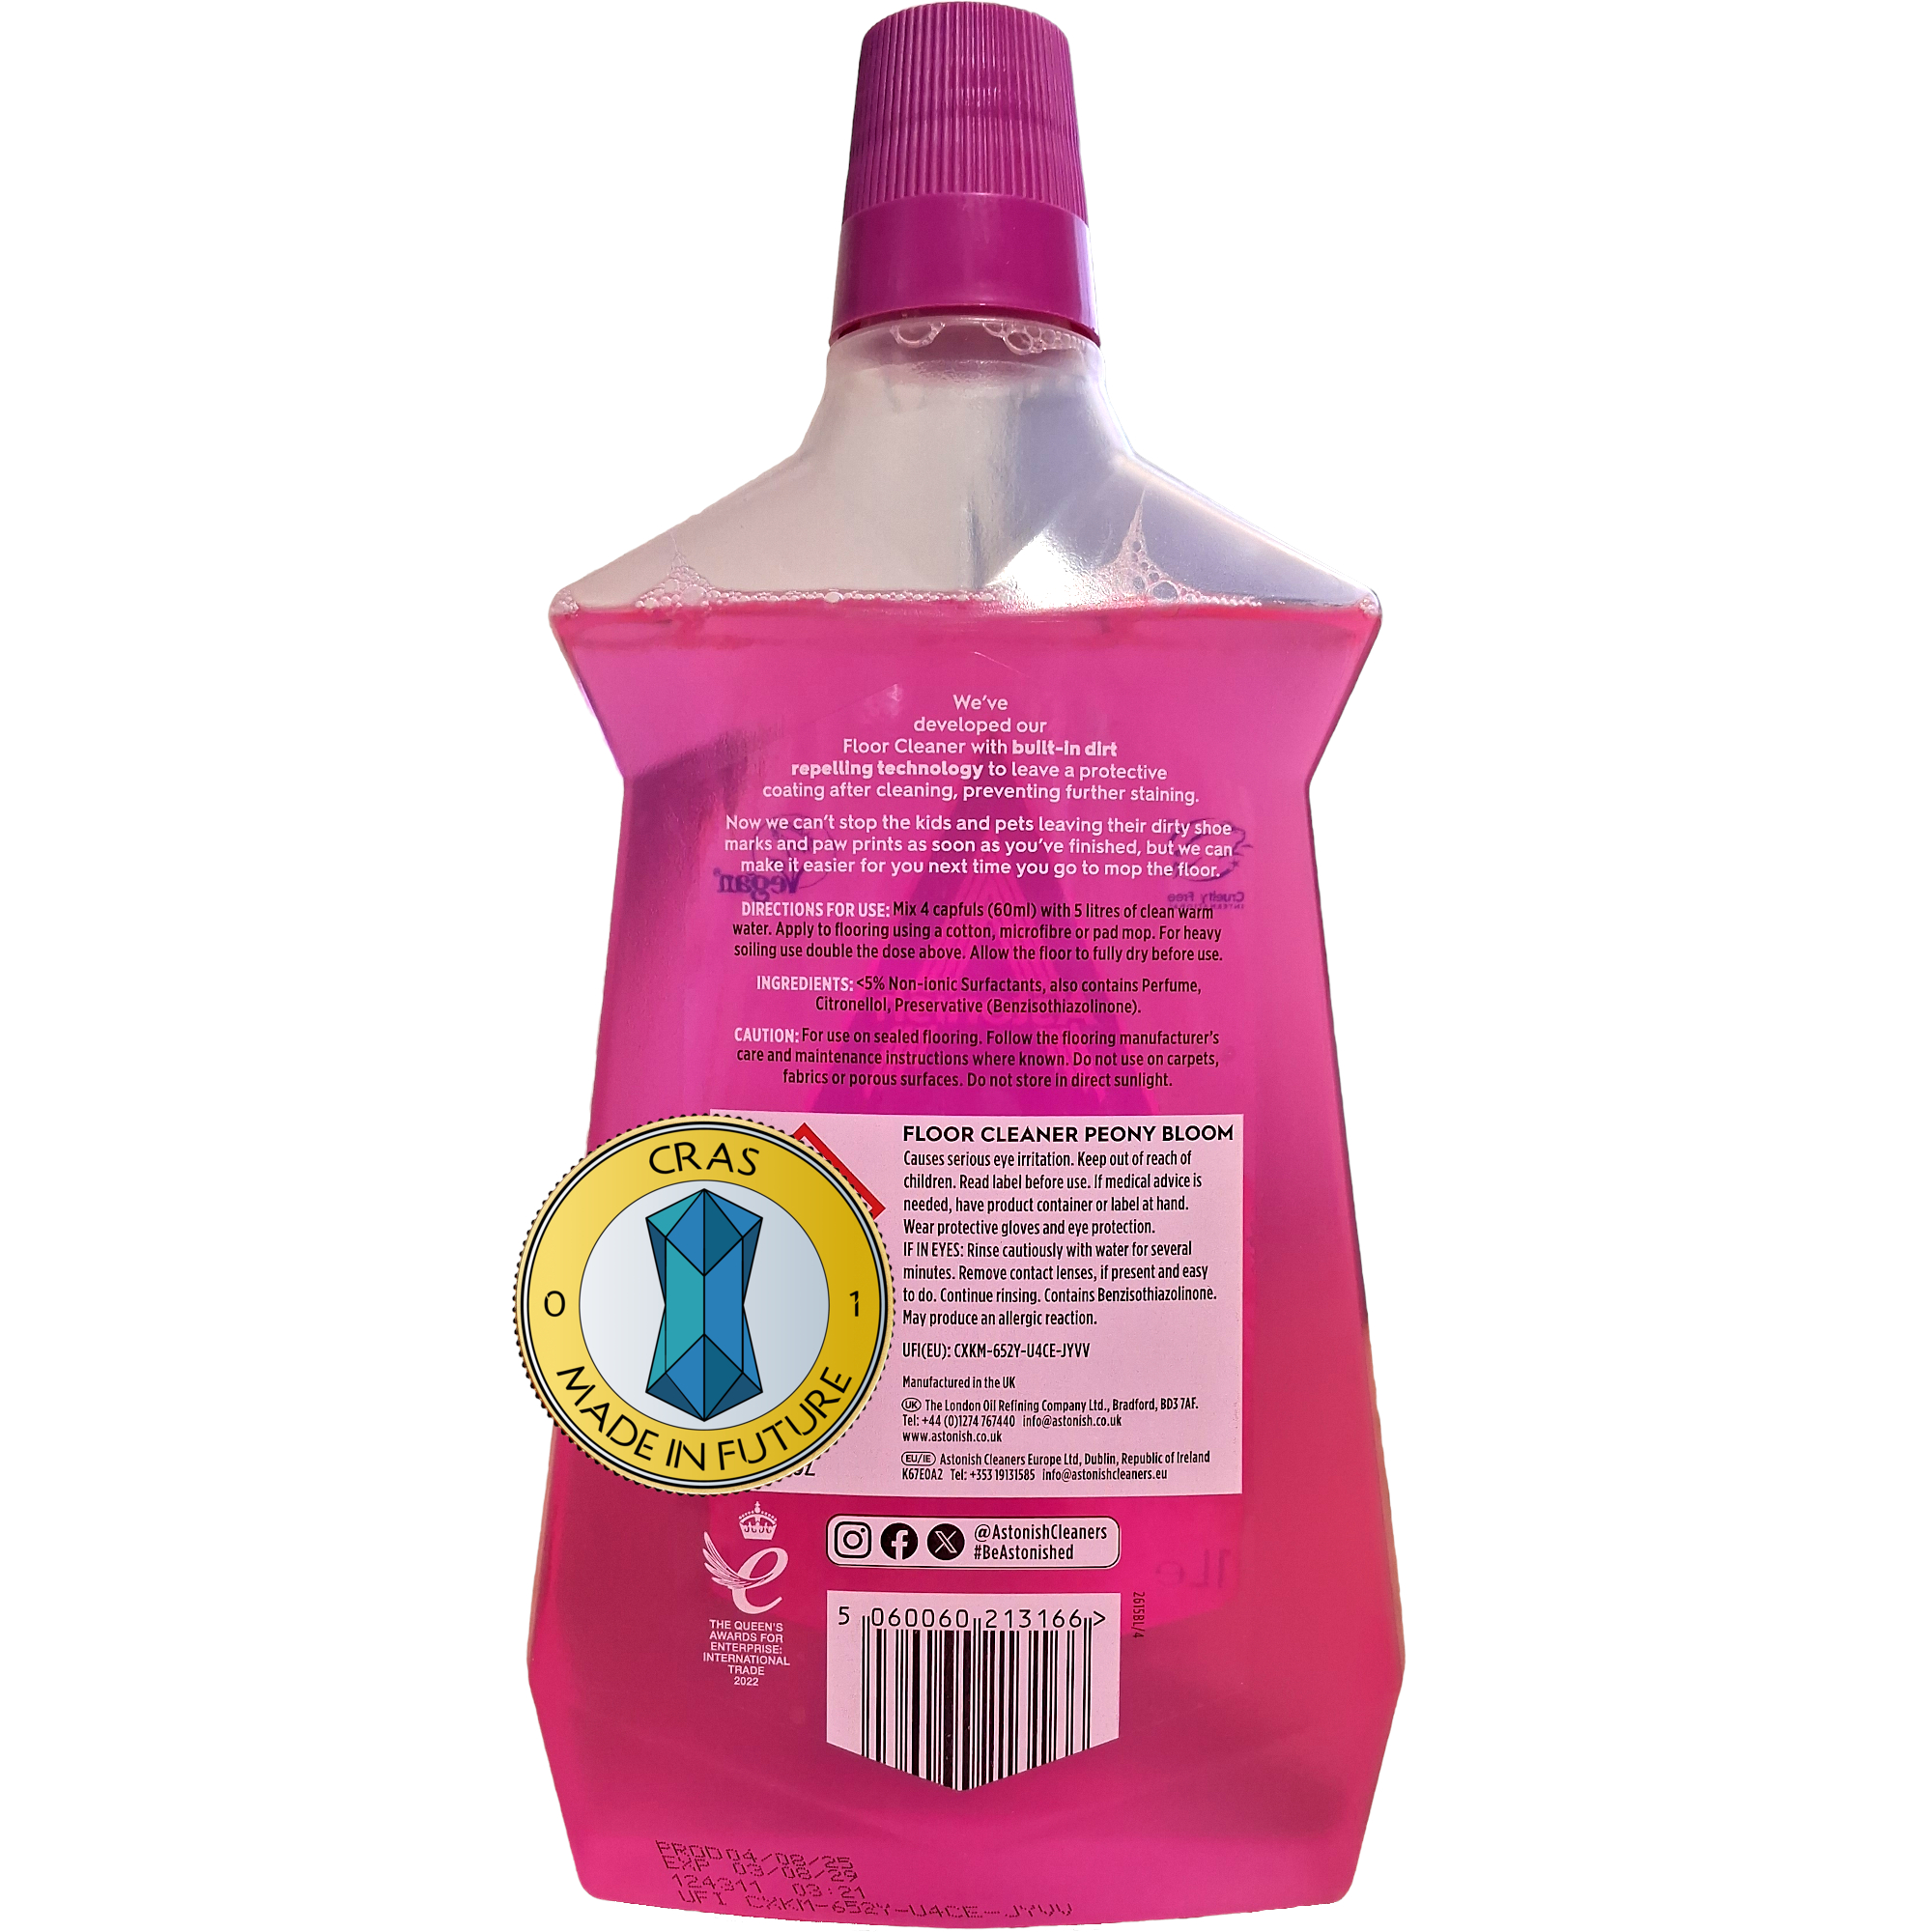 We've
developed our
Floor Cleaner with built-in dirt
repelling technology to leave a protective
coating after cleaning, preventing further staining.
Now we can't stop the kids and pets leaving their dirty shoe
marks and paw prints as soon as you've finished, but we can
make it easier for you next time you go to mop the floor.
Vegan
Cruelty Free
INTERNATIONAL
DIRECTIONS FOR USE: Mix 4 capfuls (60ml) with 5 litres of clean warm
water. Apply to flooring using a cotton, microfibre or pad mop. For heavy
soiling use double the dose above. Allow the floor to fully dry before use.
INGREDIENTS: <5% Non-ionic Surfactants, also contains Perfume,
Citronellol, Preservative (Benzisothiazolinone).
CAUTION: For use on sealed flooring. Follow the flooring manufacturer's
care and maintenance instructions where known. Do not use on carpets,
fabrics or porous surfaces. Do not store in direct sunlight.
CRAS
0 1
MADE IN FUTURE
FLOOR CLEANER PEONY BLOOM
Causes serious eye irritation. Keep out of reach of
children. Read label before use. If medical advice is
needed, have product container or label at hand.
Wear protective gloves and eye protection.
IF IN EYES: Rinse cautiously with water for several
minutes. Remove contact lenses, if present and easy
to do. Continue rinsing. Contains Benzisothiazolinone.
May produce an allergic reaction.
UFI(EU): CXKM-652Y-U4CE-JYVV
Manufactured in the UK
UK The London Oil Refining Company Ltd., Bradford, BD3 7AF.
Tel: +44 (0)1274 767440 info@astonish.co.uk
www.astonish.co.uk
EU/IE Astonish Cleaners Europe Ltd, Dublin, Republic of Ireland
K67E0A2 Tel: +353 19131585 info@astonishcleaners.eu
@AstonishCleaners
#BeAstonished
1Le
e
THE QUEEN'S
AWARDS FOR
ENTERPRISE:
INTERNATIONAL
TRADE
2022
5 060060 213166 >
2615BL/4
PROD 04/08/25
EXP 03/08/29
124311 03:21
UFI CXKM-652Y-U4CE-JYVV